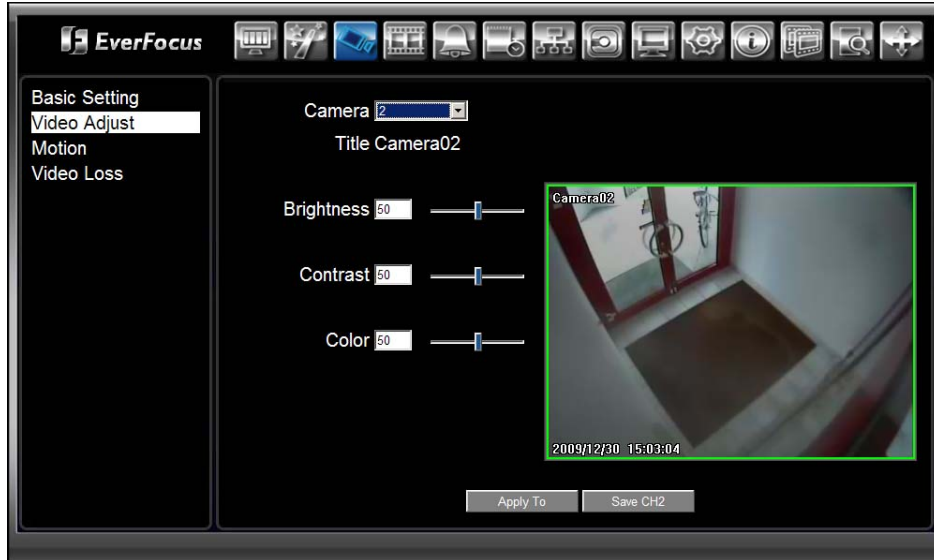 EverFocus
Basic Setting
Video Adjust
Motion
Video Loss
Camera 2
Title Camera02
Brightness 50
Contrast 50
Color 50
Camera02
2009/12/30 15:03:04
Apply To
Save CH2